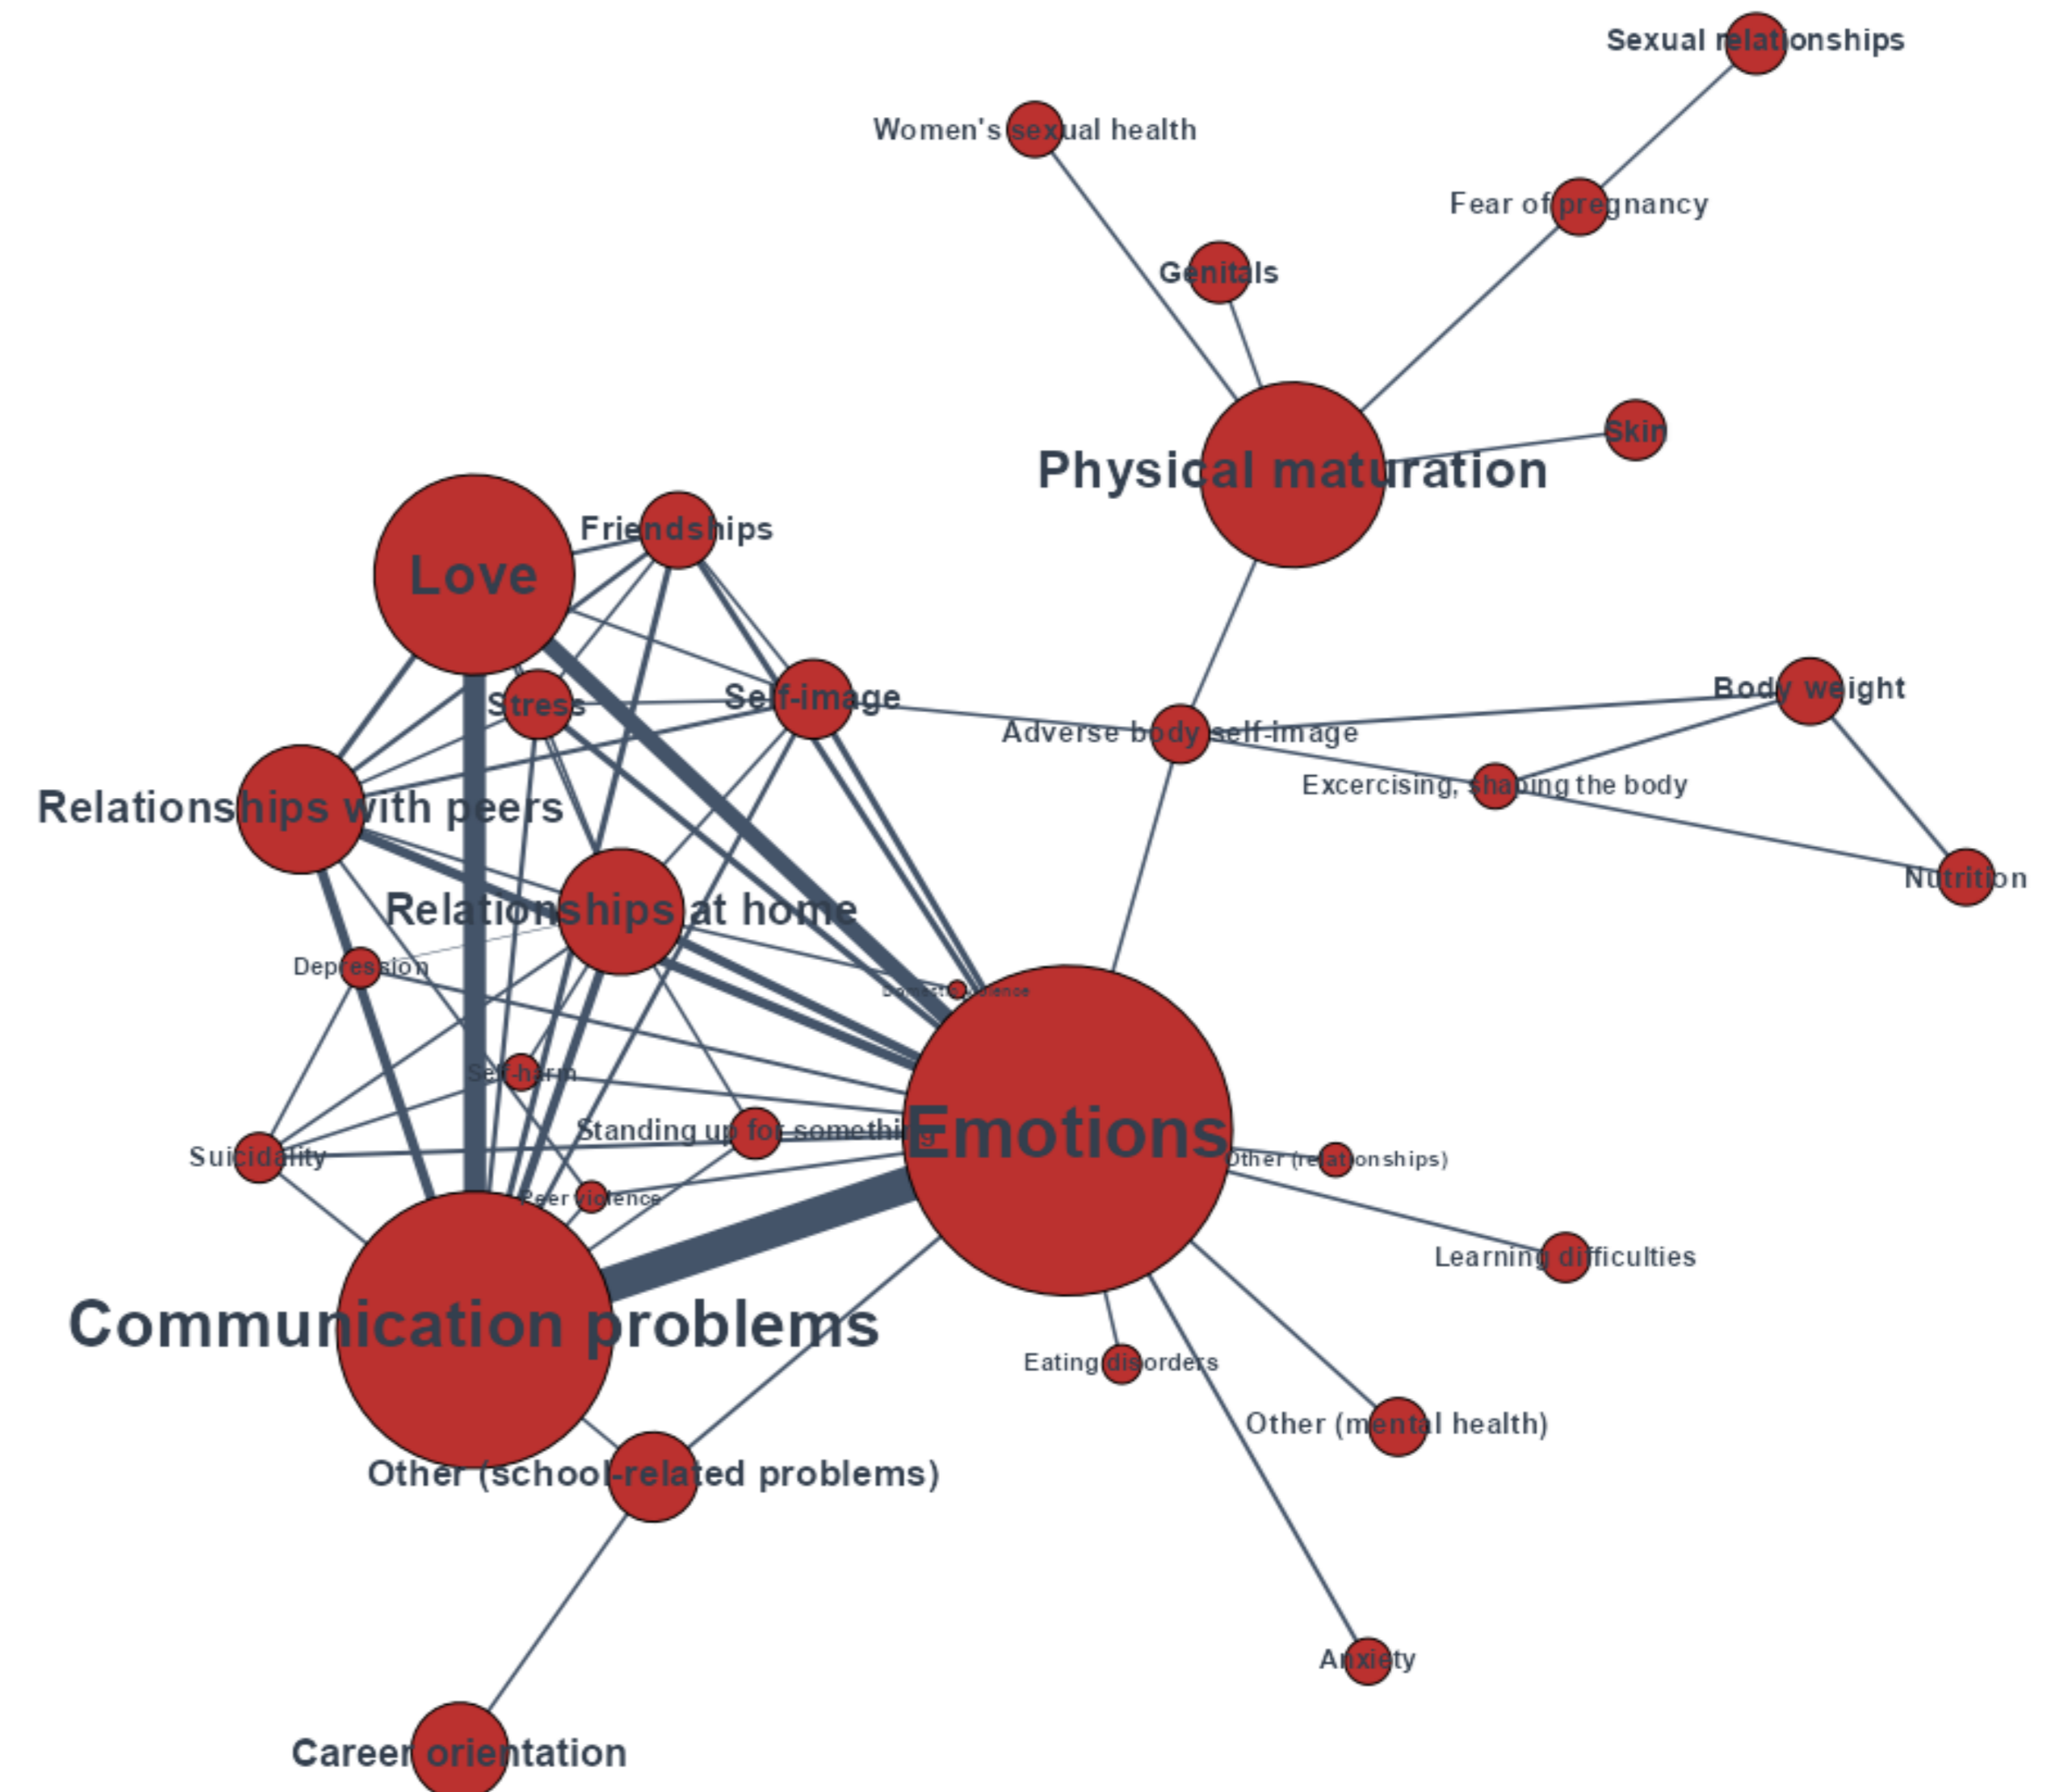 Sexual relationships
Women's sexual health
Fear of pregnancy
Genitals
Skin
Physical maturation
Friendships
Love
Body weight
Self-image
Stress
Adverse body self-image
Excercising, shaping the body
Relationships with peers
Nutrition
Relationships at home
Depression
Domestic violence
Self-harm
Standing up for something
Emotions
Suicidality
Other (relationships)
Peer violence
Learning difficulties
Communication problems
Eating disorders
Other (mental health)
Other (school-related problems)
Anxiety
Career orientation